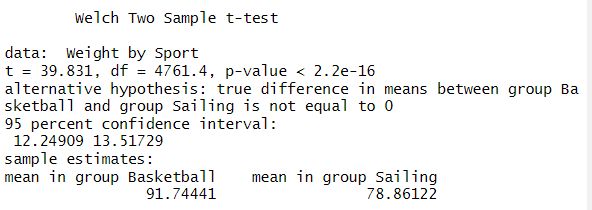 Welch Two Sample t-test
data:  Weight by Sport
t = 39.831, df = 4761.4, p-value < 2.2e-16
alternative hypothesis: true difference in means between group Ba
sketball and group Sailing is not equal to 0
95 percent confidence interval:
 12.24909 13.51729
sample estimates:
mean in group Basketball    mean in group Sailing
                91.74441                 78.86122